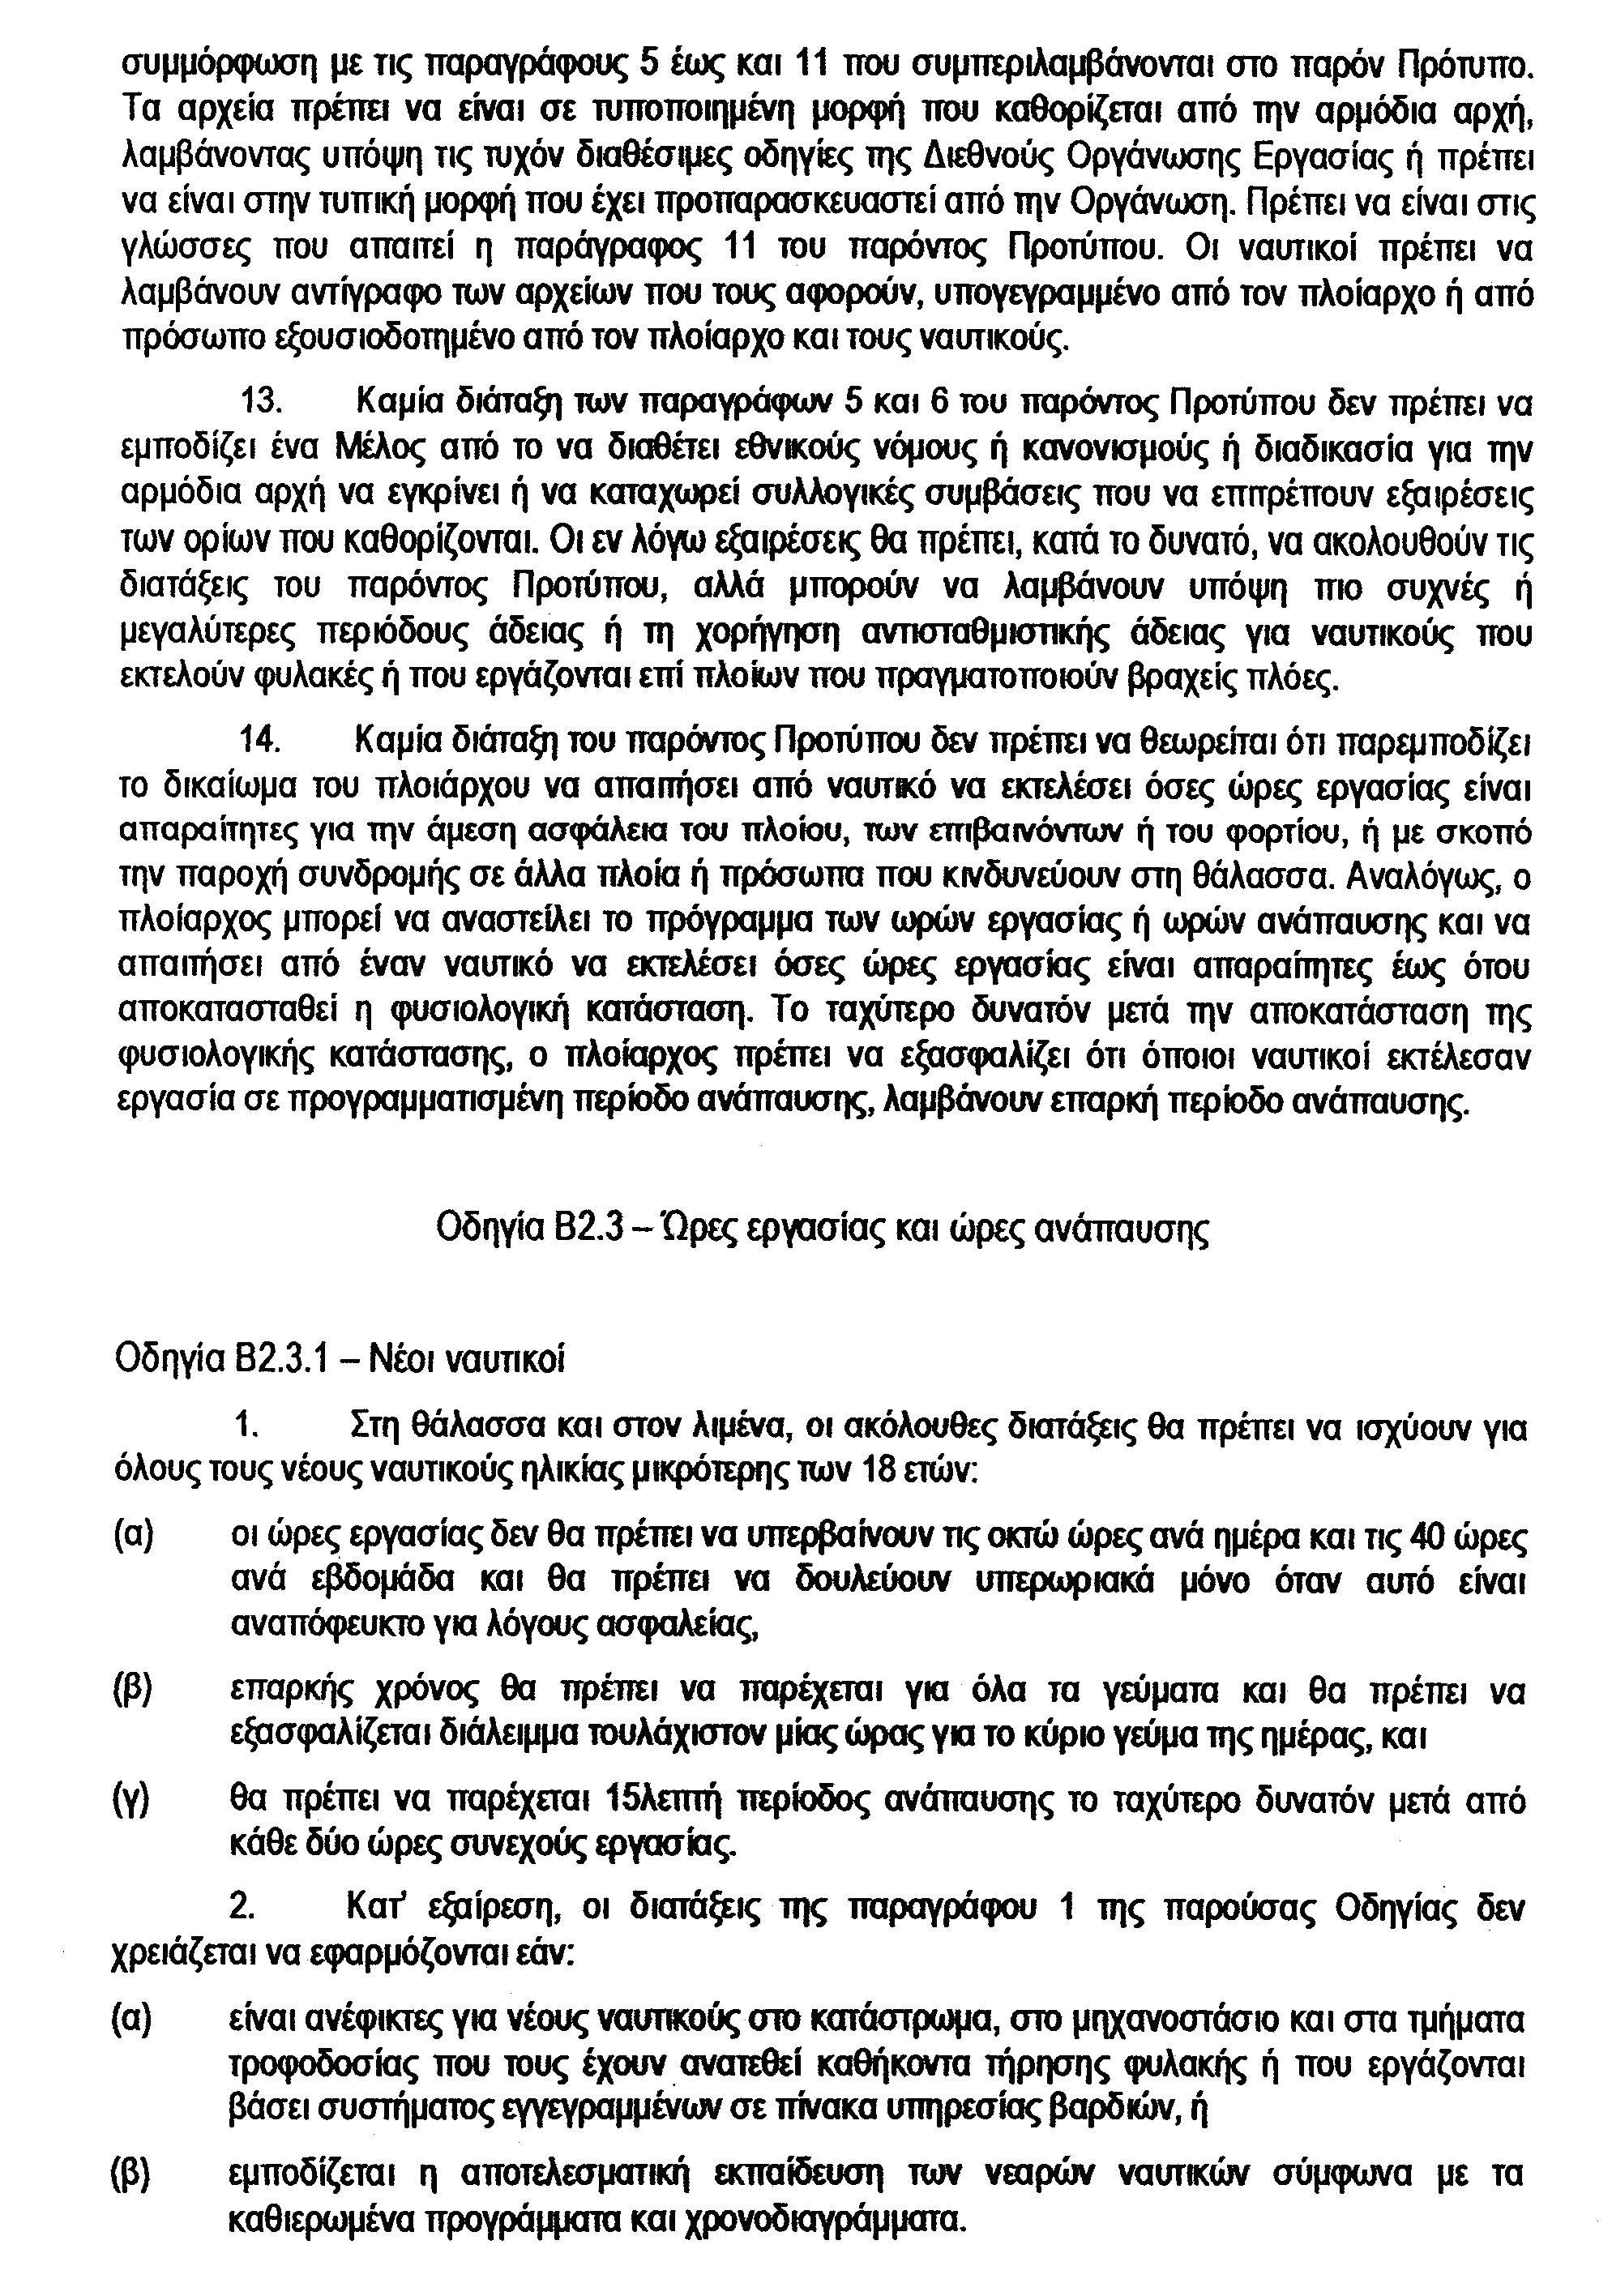 συμμόρφωση με τις παραγράφους 5 έως και 11 που συμπεριλαμβάνονται στο παρόν Πρότυπο.
Τα αρχεία πρέπει να είναι σε τυποποιημένη μορφή που καθορίζεται από την αρμόδια αρχή,
λαμβάνοντας υπόψη τις τυχόν διαθέσιμες οδηγίες της Διεθνούς Οργάνωσης Εργασίας ή πρέπει
να είναι στην τυπική μορφή που έχει προπαρασκευαστεί από την Οργάνωση. Πρέπει να είναι στις
γλώσσες που απαιτεί η παράγραφος 11 του παρόντος Προτύπου. Οι ναυτικοί πρέπει να
λαμβάνουν αντίγραφο των αρχείων που τους αφορούν, υπογεγραμμένο από τον πλοίαρχο ή από
πρόσωπο εξουσιοδοτημένο από τον πλοίαρχο και τους ναυτικούς.
13. Καμία διάταξη των παραγράφων 5 και 6 του παρόντος Προτύπου δεν πρέπει να
εμποδίζει ένα Μέλος από το να διαθέτει εθνικούς νόμους ή κανονισμούς ή διαδικασία για την
αρμόδια αρχή να εγκρίνει ή να καταχωρεί συλλογικές συμβάσεις που να επιτρέπουν εξαιρέσεις
των ορίων που καθορίζονται. Οι εν λόγω εξαιρέσεις θα πρέπει, κατά το δυνατό, να ακολουθούν τις
διατάξεις του παρόντος Προτύπου, αλλά μπορούν να λαμβάνουν υπόψη πιο συχνές ή
μεγαλύτερες περιόδους άδειας ή τη χορήγηση αντισταθμιστικής άδειας για ναυτικούς που
εκτελούν φυλακές ή που εργάζονται επί πλοίων που πραγματοποιούν βραχείς πλόες.
14. Καμία διάταξη του παρόντος Προτύπου δεν πρέπει να θεωρείται ότι παρεμποδίζει
το δικαίωμα του πλοιάρχου να απαιτήσει από ναυτικό να εκτελέσει όσες ώρες εργασίας είναι
απαραίτητες για την άμεση ασφάλεια του πλοίου, των επιβαινόντων ή του φορτίου, ή με σκοπό
την παροχή συνδρομής σε άλλα πλοία ή πρόσωπα που κινδυνεύουν στη θάλασσα. Αναλόγως, ο
πλοίαρχος μπορεί να αναστείλει το πρόγραμμα των ωρών εργασίας ή ωρών ανάπαυσης και να
απαιτήσει από έναν ναυτικό να εκτελέσει όσες ώρες εργασίας είναι απαραίτητες έως ότου
αποκατασταθεί η φυσιολογική κατάσταση. Το ταχύτερο δυνατόν μετά την αποκατάσταση της
φυσιολογικής κατάστασης, ο πλοίαρχος πρέπει να εξασφαλίζει ότι όποιοι ναυτικοί εκτέλεσαν
εργασία σε προγραμματισμένη περίοδο ανάπαυσης, λαμβάνουν επαρκή περίοδο ανάπαυσης.
Οδηγία Β2.3 – Ώρες εργασίας και ώρες ανάπαυσης
Οδηγία Β2.3.1 – Νέοι ναυτικοί
1. Στη θάλασσα και στον λιμένα, οι ακόλουθες διατάξεις θα πρέπει να ισχύουν για
όλους τους νέους ναυτικούς ηλικίας μικρότερης των 18 ετών:
(α) οι ώρες εργασίας δεν θα πρέπει να υπερβαίνουν τις οκτώ ώρες ανά ημέρα και τις 40 ώρες
ανά εβδομάδα και θα πρέπει να δουλεύουν υπερωριακά μόνο όταν αυτό είναι
αναπόφευκτο για λόγους ασφαλείας,
(β) επαρκής χρόνος θα πρέπει να παρέχεται για όλα τα γεύματα και θα πρέπει να
εξασφαλίζεται διάλειμμα τουλάχιστον μίας ώρας για το κύριο γεύμα της ημέρας, και
(γ) θα πρέπει να παρέχεται 15λεπτή περίοδος ανάπαυσης το ταχύτερο δυνατόν μετά από
κάθε δύο ώρες συνεχούς εργασίας.
2. Κατ' εξαίρεση, οι διατάξεις της παραγράφου 1 της παρούσας Οδηγίας δεν
χρειάζεται να εφαρμόζονται εάν:
(α) είναι ανέφικτες για νέους ναυτικούς στο κατάστρωμα, στο μηχανοστάσιο και στα τμήματα
τροφοδοσίας που τους έχουν ανατεθεί καθήκοντα τήρησης φυλακής ή που εργάζονται
βάσει συστήματος εγγεγραμμένων σε πίνακα υπηρεσίας βαρδιών, ή
(β) εμποδίζεται η αποτελεσματική εκπαίδευση των νεαρών ναυτικών σύμφωνα με τα
καθιερωμένα προγράμματα και χρονοδιαγράμματα.